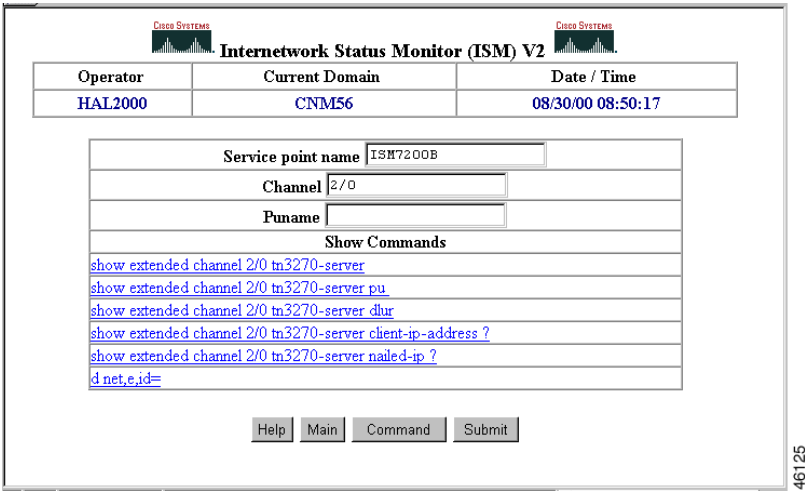 CISCO SYSTEMS CISCO SYSTEMS
Internetwork Status Monitor (ISM) V2
Operator Current Domain Date / Time
HAL2000 CNM56 08/30/00 08:50:17
Service point name ISM7200B
Channel 2/0
Puname
Show Commands
show extended channel 2/0 tn3270-server
show extended channel 2/0 tn3270-server pu
show extended channel 2/0 tn3270-server dlur
show extended channel 2/0 tn3270-server client-ip-address ?
show extended channel 2/0 tn3270-server nailed-ip ?
d net,e,id=
Help Main Command Submit
46125